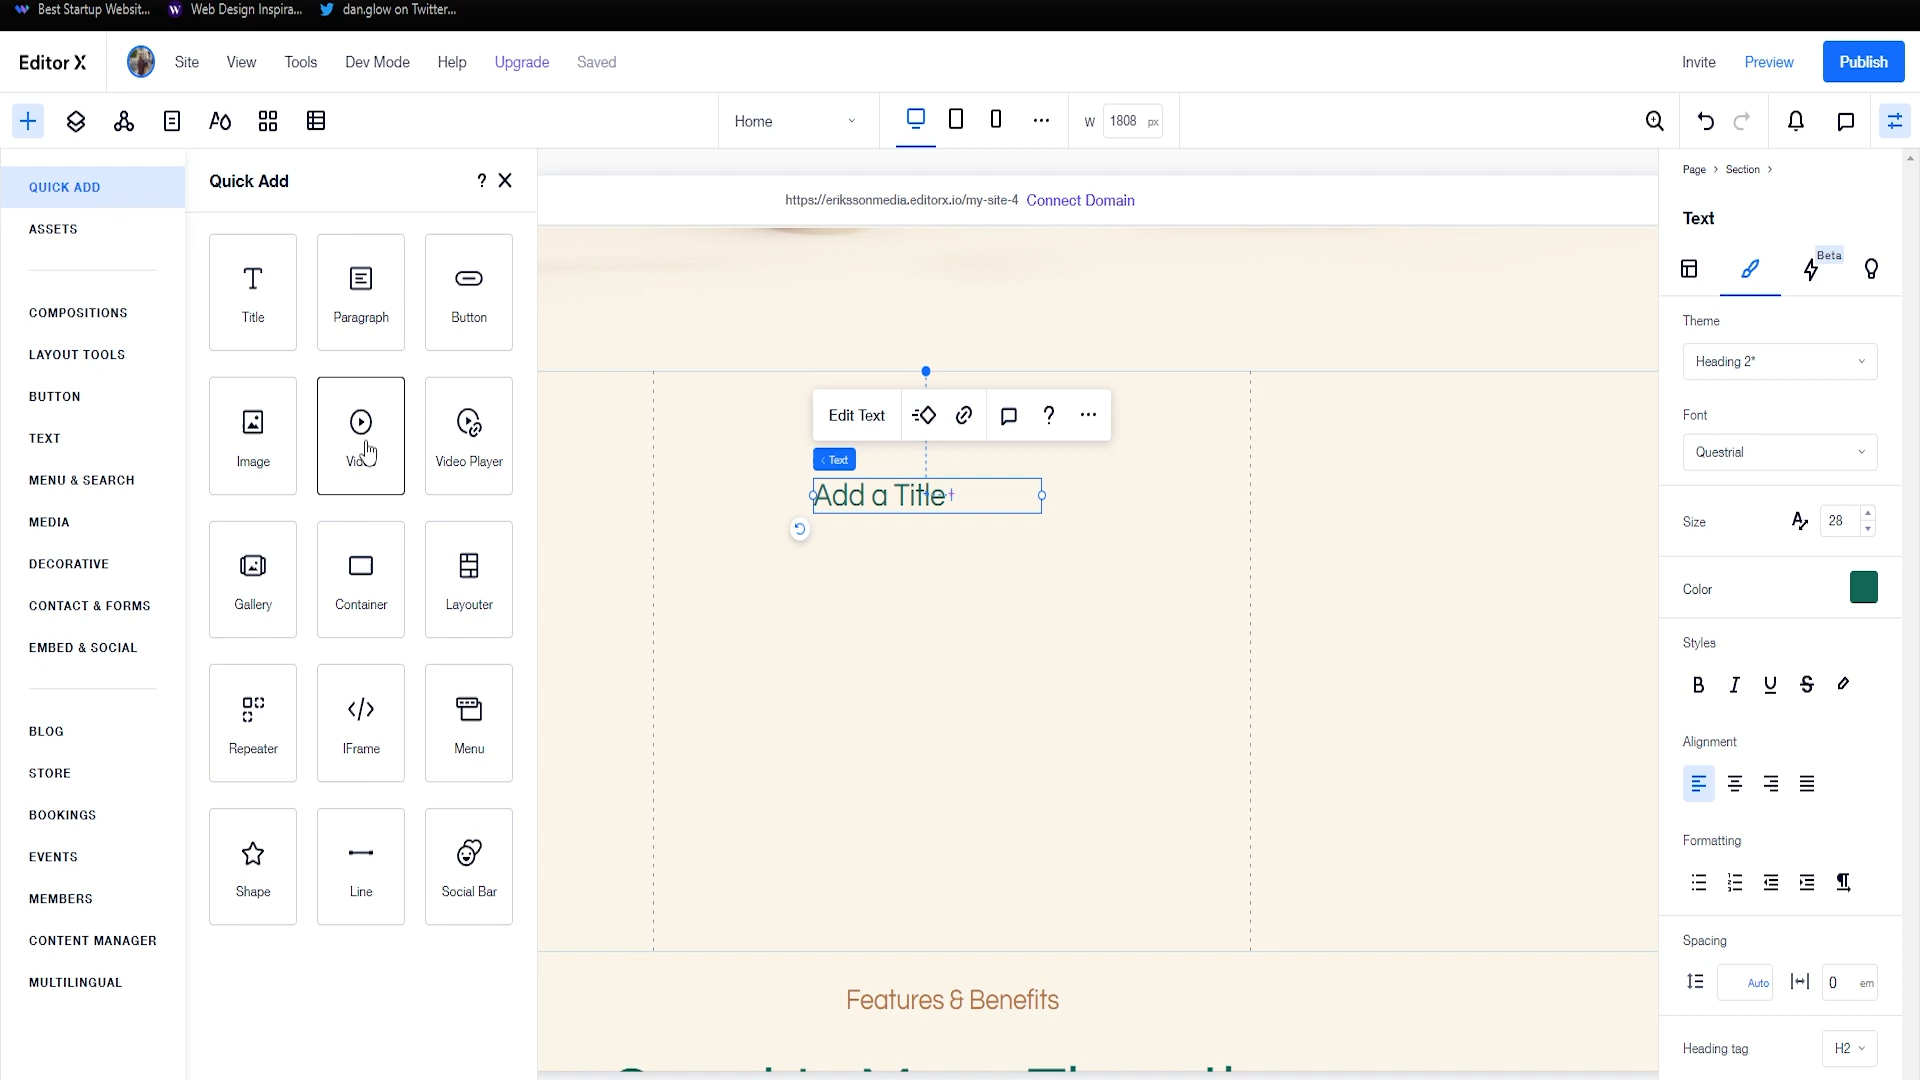 Best Startup Websit...
Web Design Inspira...
dan.glow on Twitter...
Editor X
Site
View
Tools
Dev Mode
Help
Upgrade
Saved
Invite
Preview
Publish
Home
W 1808 px
QUICK ADD
ASSETS
COMPOSITIONS
LAYOUT TOOLS
BUTTON
TEXT
MENU & SEARCH
MEDIA
DECORATIVE
CONTACT & FORMS
EMBED & SOCIAL
BLOG
STORE
BOOKINGS
EVENTS
MEMBERS
CONTENT MANAGER
MULTILINGUAL
Quick Add
?
Title
Paragraph
Button
Image
Video Player
Gallery
Container
Layouter
Repeater
IFrame
Menu
Shape
Line
Social Bar
https://erikssonmedia.editorx.io/my-site-4 Connect Domain
Edit Text
?
< Text
Add a Title
Features & Benefits
Page > Section >
Text
Beta
Theme
Heading 2*
Font
Questrial
Size
28
Color
Styles
B I U S
Alignment
Formatting
Spacing
Auto
0 em
Heading tag
H2